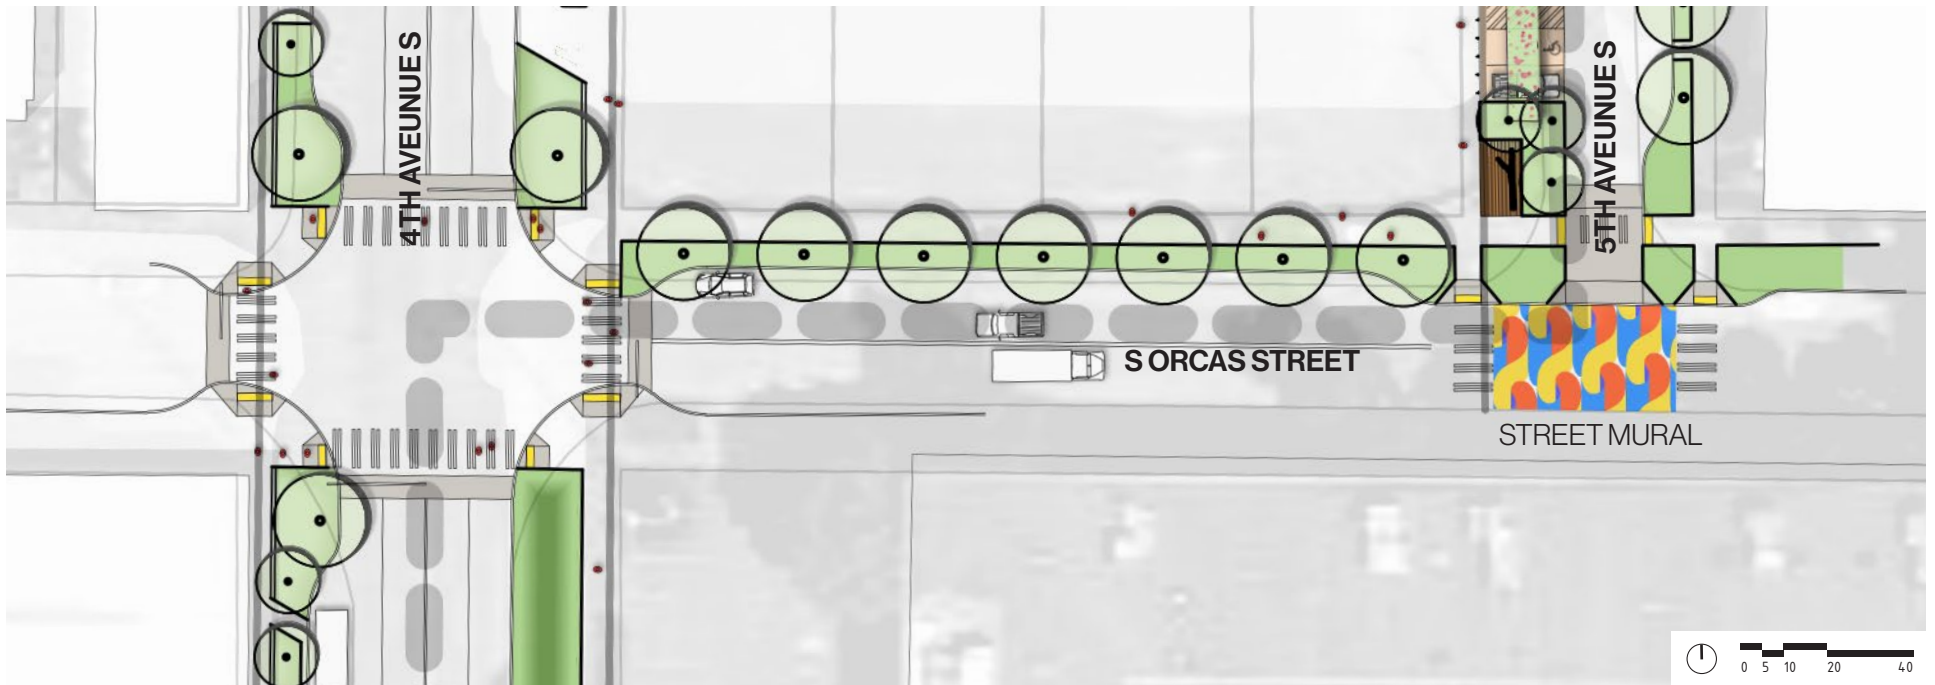 4TH AVEUNUE S
5TH AVEUNUE S
S ORCAS STREET
STREET MURAL
0 5 10 20 40